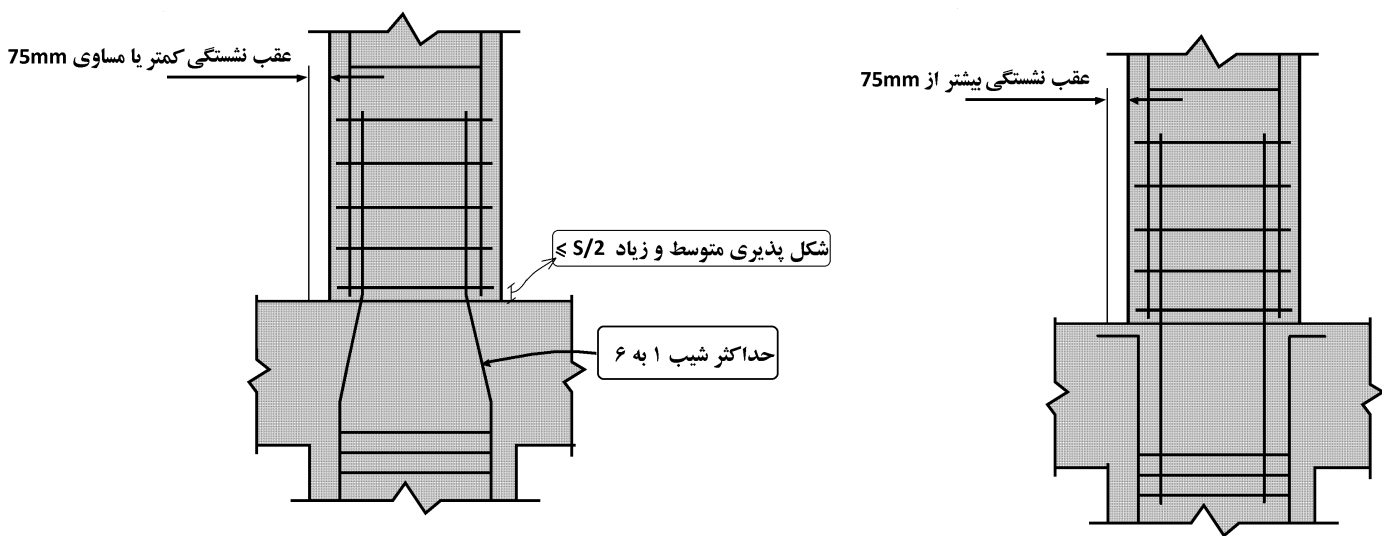 عقب نشستگی کمتر یا مساوی 75mm
عقب نشستگی بیشتر از 75mm
شکل پذیری متوسط و زیاد S/2 ⩾
حداکثر شیب ۱ به ۶